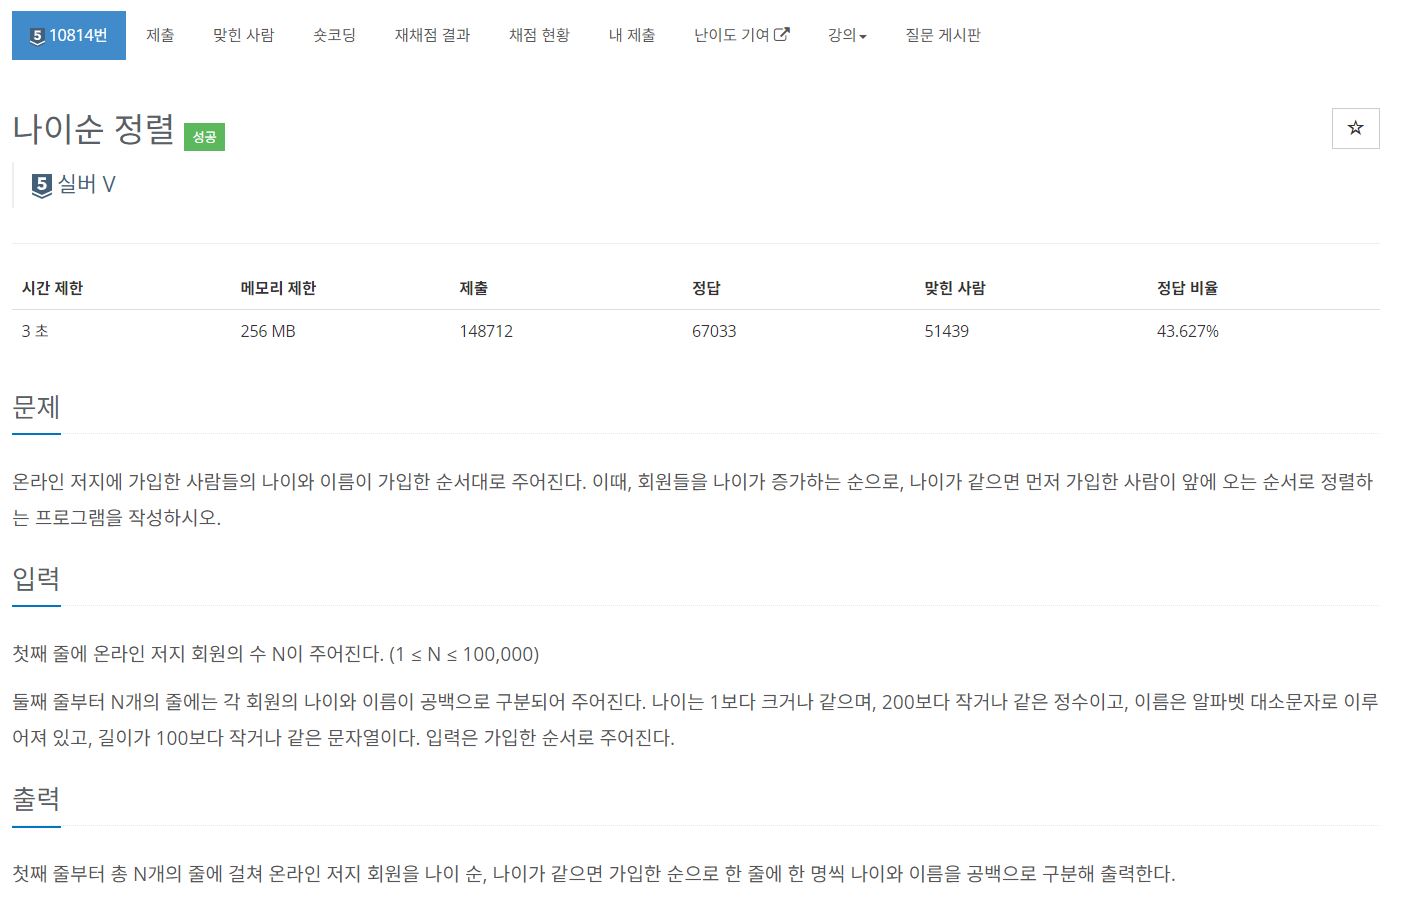 5 10814번 제출 맞힌 사람 숏코딩 재채점 결과 채점 현황 내 제출 난이도 기여 강의 질문 게시판
나이순 정렬 성공
5 실버 V
시간 제한 메모리 제한 제출 정답 맞힌 사람 정답 비율
3 초 256 MB 148712 67033 51439 43.627%
문제
온라인 저지에 가입한 사람들의 나이와 이름이 가입한 순서대로 주어진다. 이때, 회원들을 나이가 증가하는 순으로, 나이가 같으면 먼저 가입한 사람이 앞에 오는 순서로 정렬하
는 프로그램을 작성하시오.
입력
첫째 줄에 온라인 저지 회원의 수 N이 주어진다. (1 ≤ N ≤ 100,000)
둘째 줄부터 N개의 줄에는 각 회원의 나이와 이름이 공백으로 구분되어 주어진다. 나이는 1보다 크거나 같으며, 200보다 작거나 같은 정수이고, 이름은 알파벳 대소문자로 이루
어져 있고, 길이가 100보다 작거나 같은 문자열이다. 입력은 가입한 순서로 주어진다.
출력
첫째 줄부터 총 N개의 줄에 걸쳐 온라인 저지 회원을 나이 순, 나이가 같으면 가입한 순으로 한 줄에 한 명씩 나이와 이름을 공백으로 구분해 출력한다.